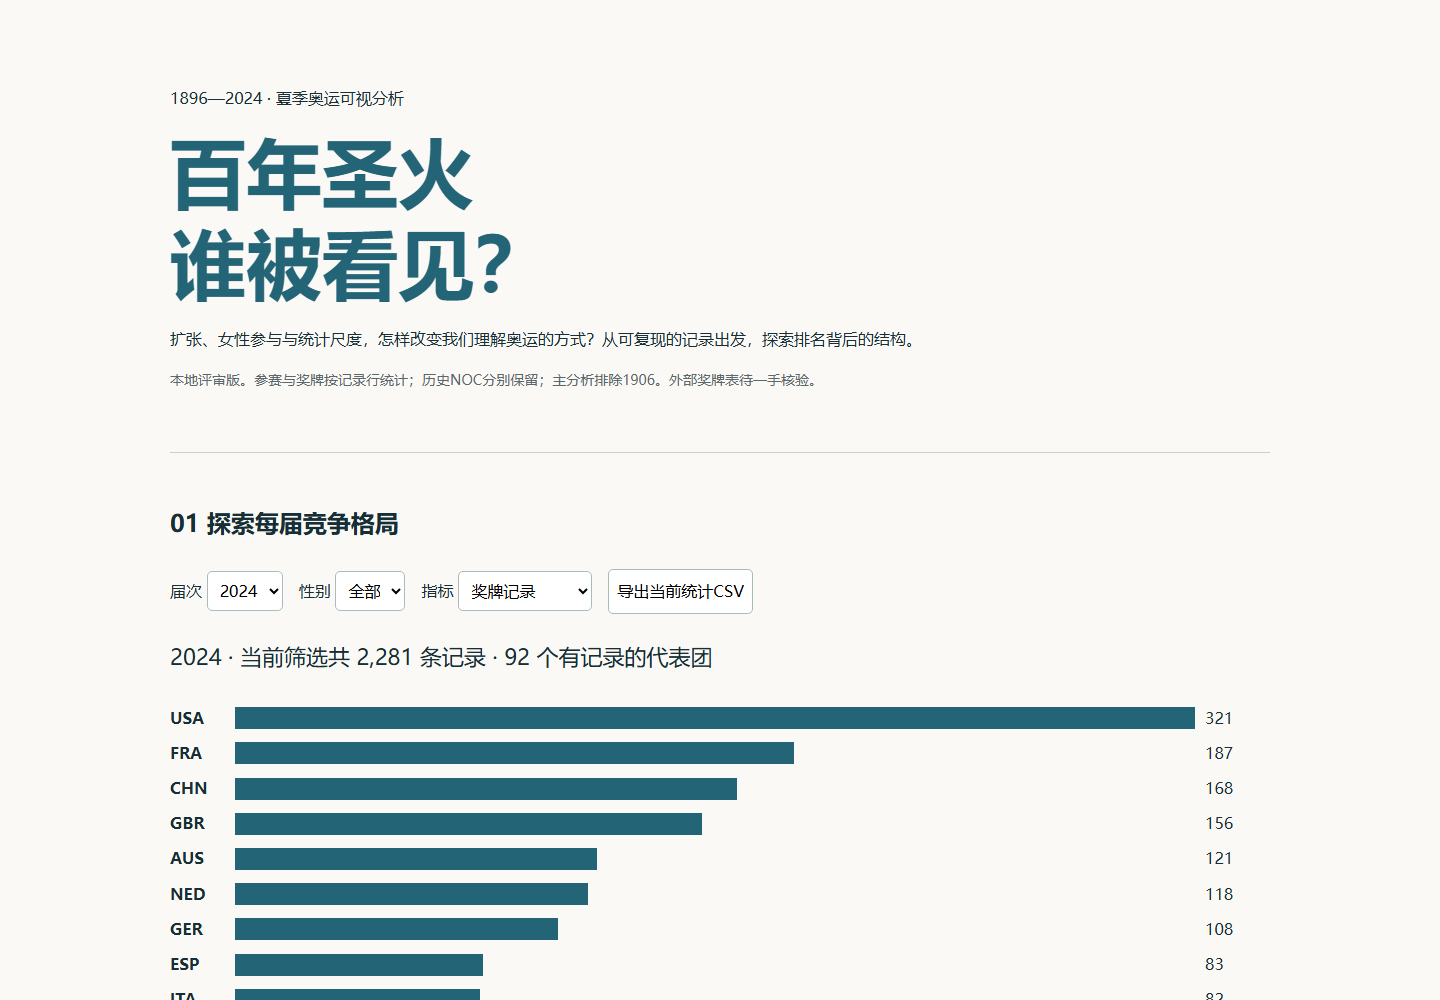 1896—2024 · 夏季奥运可视分析
百年圣火
谁被看见？
扩张、女性参与与统计尺度，怎样改变我们理解奥运的方式？从可复现的记录出发，探索排名背后的结构。
本地评审版。参赛与奖牌按记录行统计；历史NOC分别保留；主分析排除1906。外部奖牌表待一手核验。
01 探索每届竞争格局
届次 2024 性别 全部 指标 奖牌记录 导出当前统计CSV
2024 · 当前筛选共 2,281 条记录 · 92 个有记录的代表团
USA 321
FRA 187
CHN 168
GBR 156
AUS 121
NED 118
GER 108
ESP 83
ITA 82